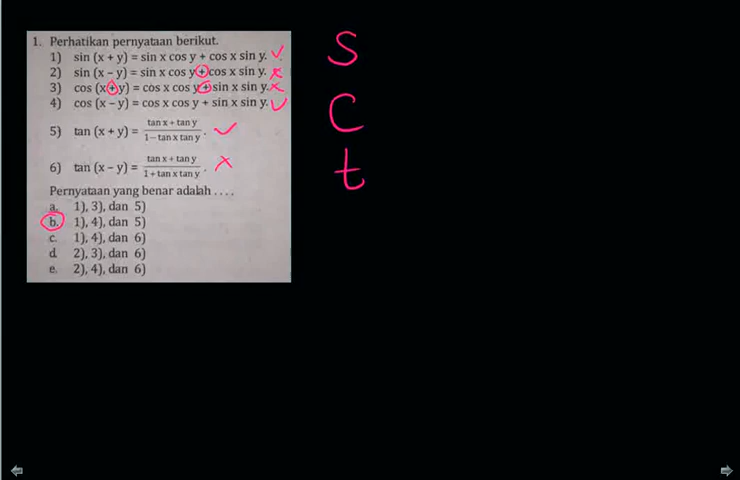 1. Perhatikan pernyataan berikut.
1) sin (x + y) = sin x cos y + cos x sin y. ✓
2) sin (x – y) = sin x cos y + cos x sin y. ×
3) cos (x + y) = cos x cos y + sin x sin y. ×
4) cos (x – y) = cos x cos y + sin x sin y. ✓
5) tan (x + y) = (tan x + tan y)/(1 – tan x tan y). ✓
6) tan (x – y) = (tan x + tan y)/(1 + tan x tan y). ×
Pernyataan yang benar adalah . . . .
a. 1), 3), dan 5)
b. 1), 4), dan 5)
c. 1), 4), dan 6)
d. 2), 3), dan 6)
e. 2), 4), dan 6)
S
C
t